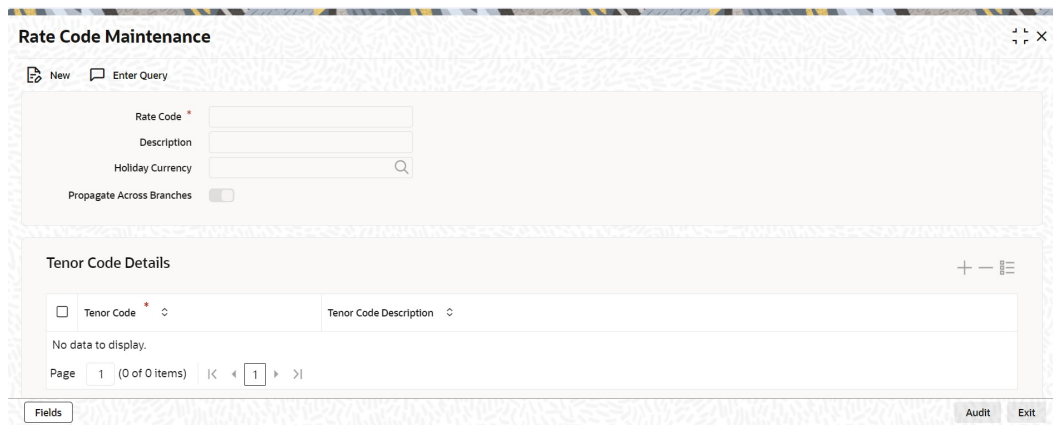 Rate Code Maintenance
New Enter Query
Rate Code *
Description
Holiday Currency
Propagate Across Branches
Tenor Code Details
Tenor Code * Tenor Code Description
No data to display.
Page 1 (0 of 0 items) 1
Fields Audit Exit